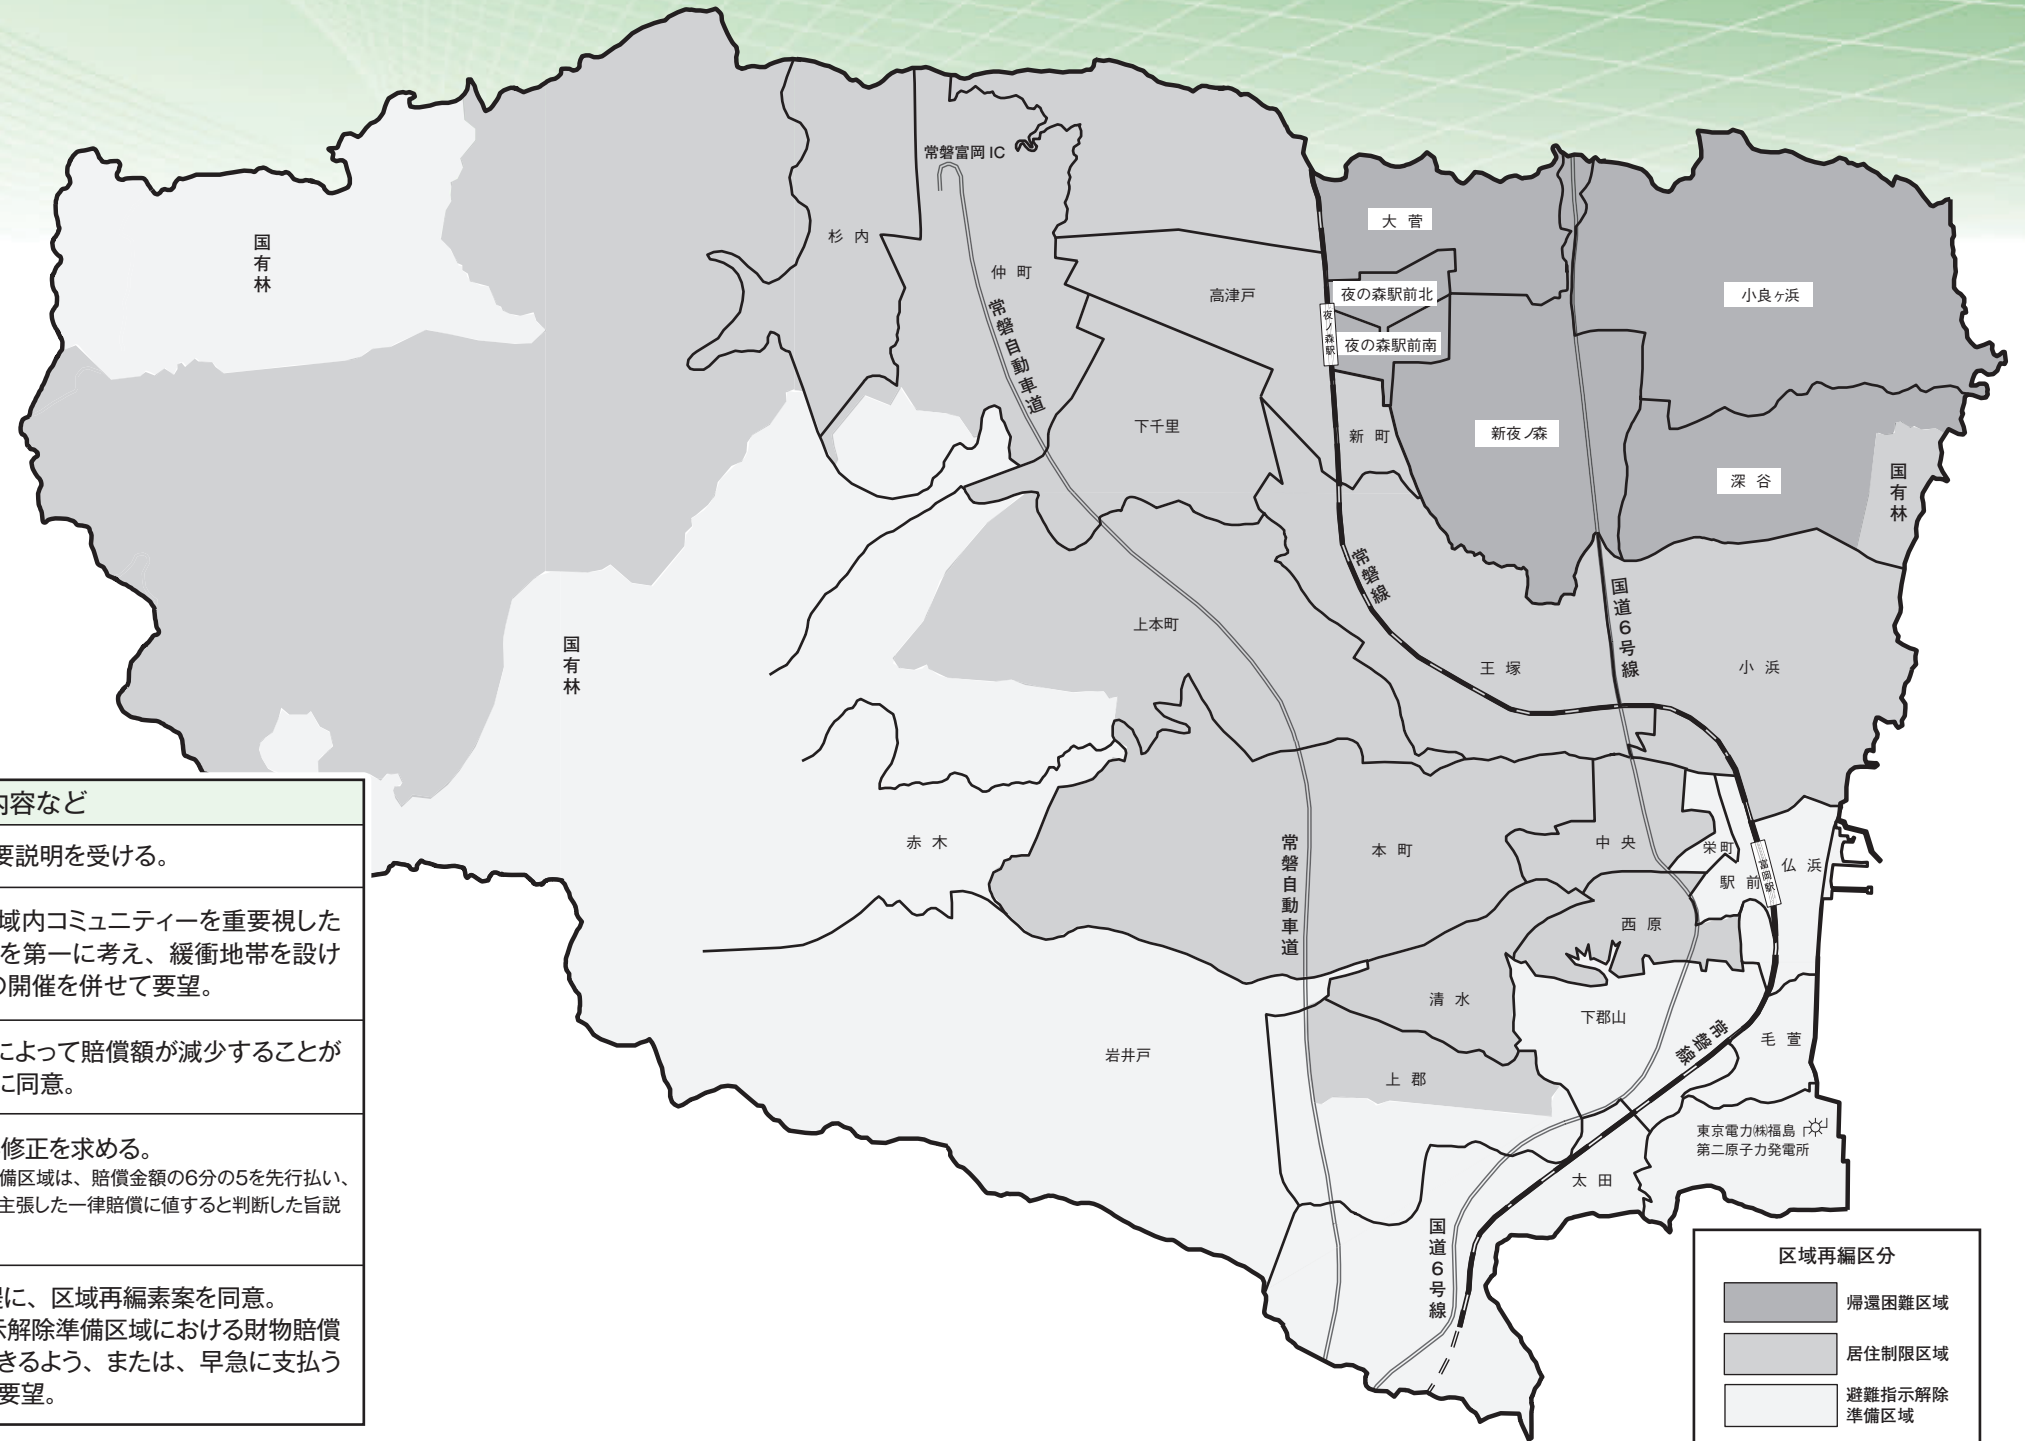 常磐富岡 IC
大 菅
杉 内
国有林
仲 町
高津戸
夜の森駅前北
小良ヶ浜
常磐自動車道
夜ノ森駅
夜の森駅前南
下千里
新 町
新夜ノ森
深 谷
国有林
常磐線
国道6号線
上本町
国有林
王 塚
小 浜
内容など
要説明を受ける。
域内コミュニティーを重要視した
を第一に考え、緩衝地帯を設け
の開催を併せて要望。
によって賠償額が減少することが
に同意。
修正を求める。
備区域は、賠償金額の6分の5を先行払い、
主張した一律賠償に値すると判断した旨説
に、区域再編素案を同意。
示解除準備区域における財物賠償
きるよう、または、早急に支払う
要望。
赤 木
常磐自動車道
本 町
中 央
栄町
駅 前
富岡駅
仏 浜
西 原
清 水
下郡山
岩井戸
常磐線
毛 萱
上 郡
東京電力㈱福島
第二原子力発電所
太 田
国道6号線
区域再編区分
帰還困難区域
居住制限区域
避難指示解除
準備区域